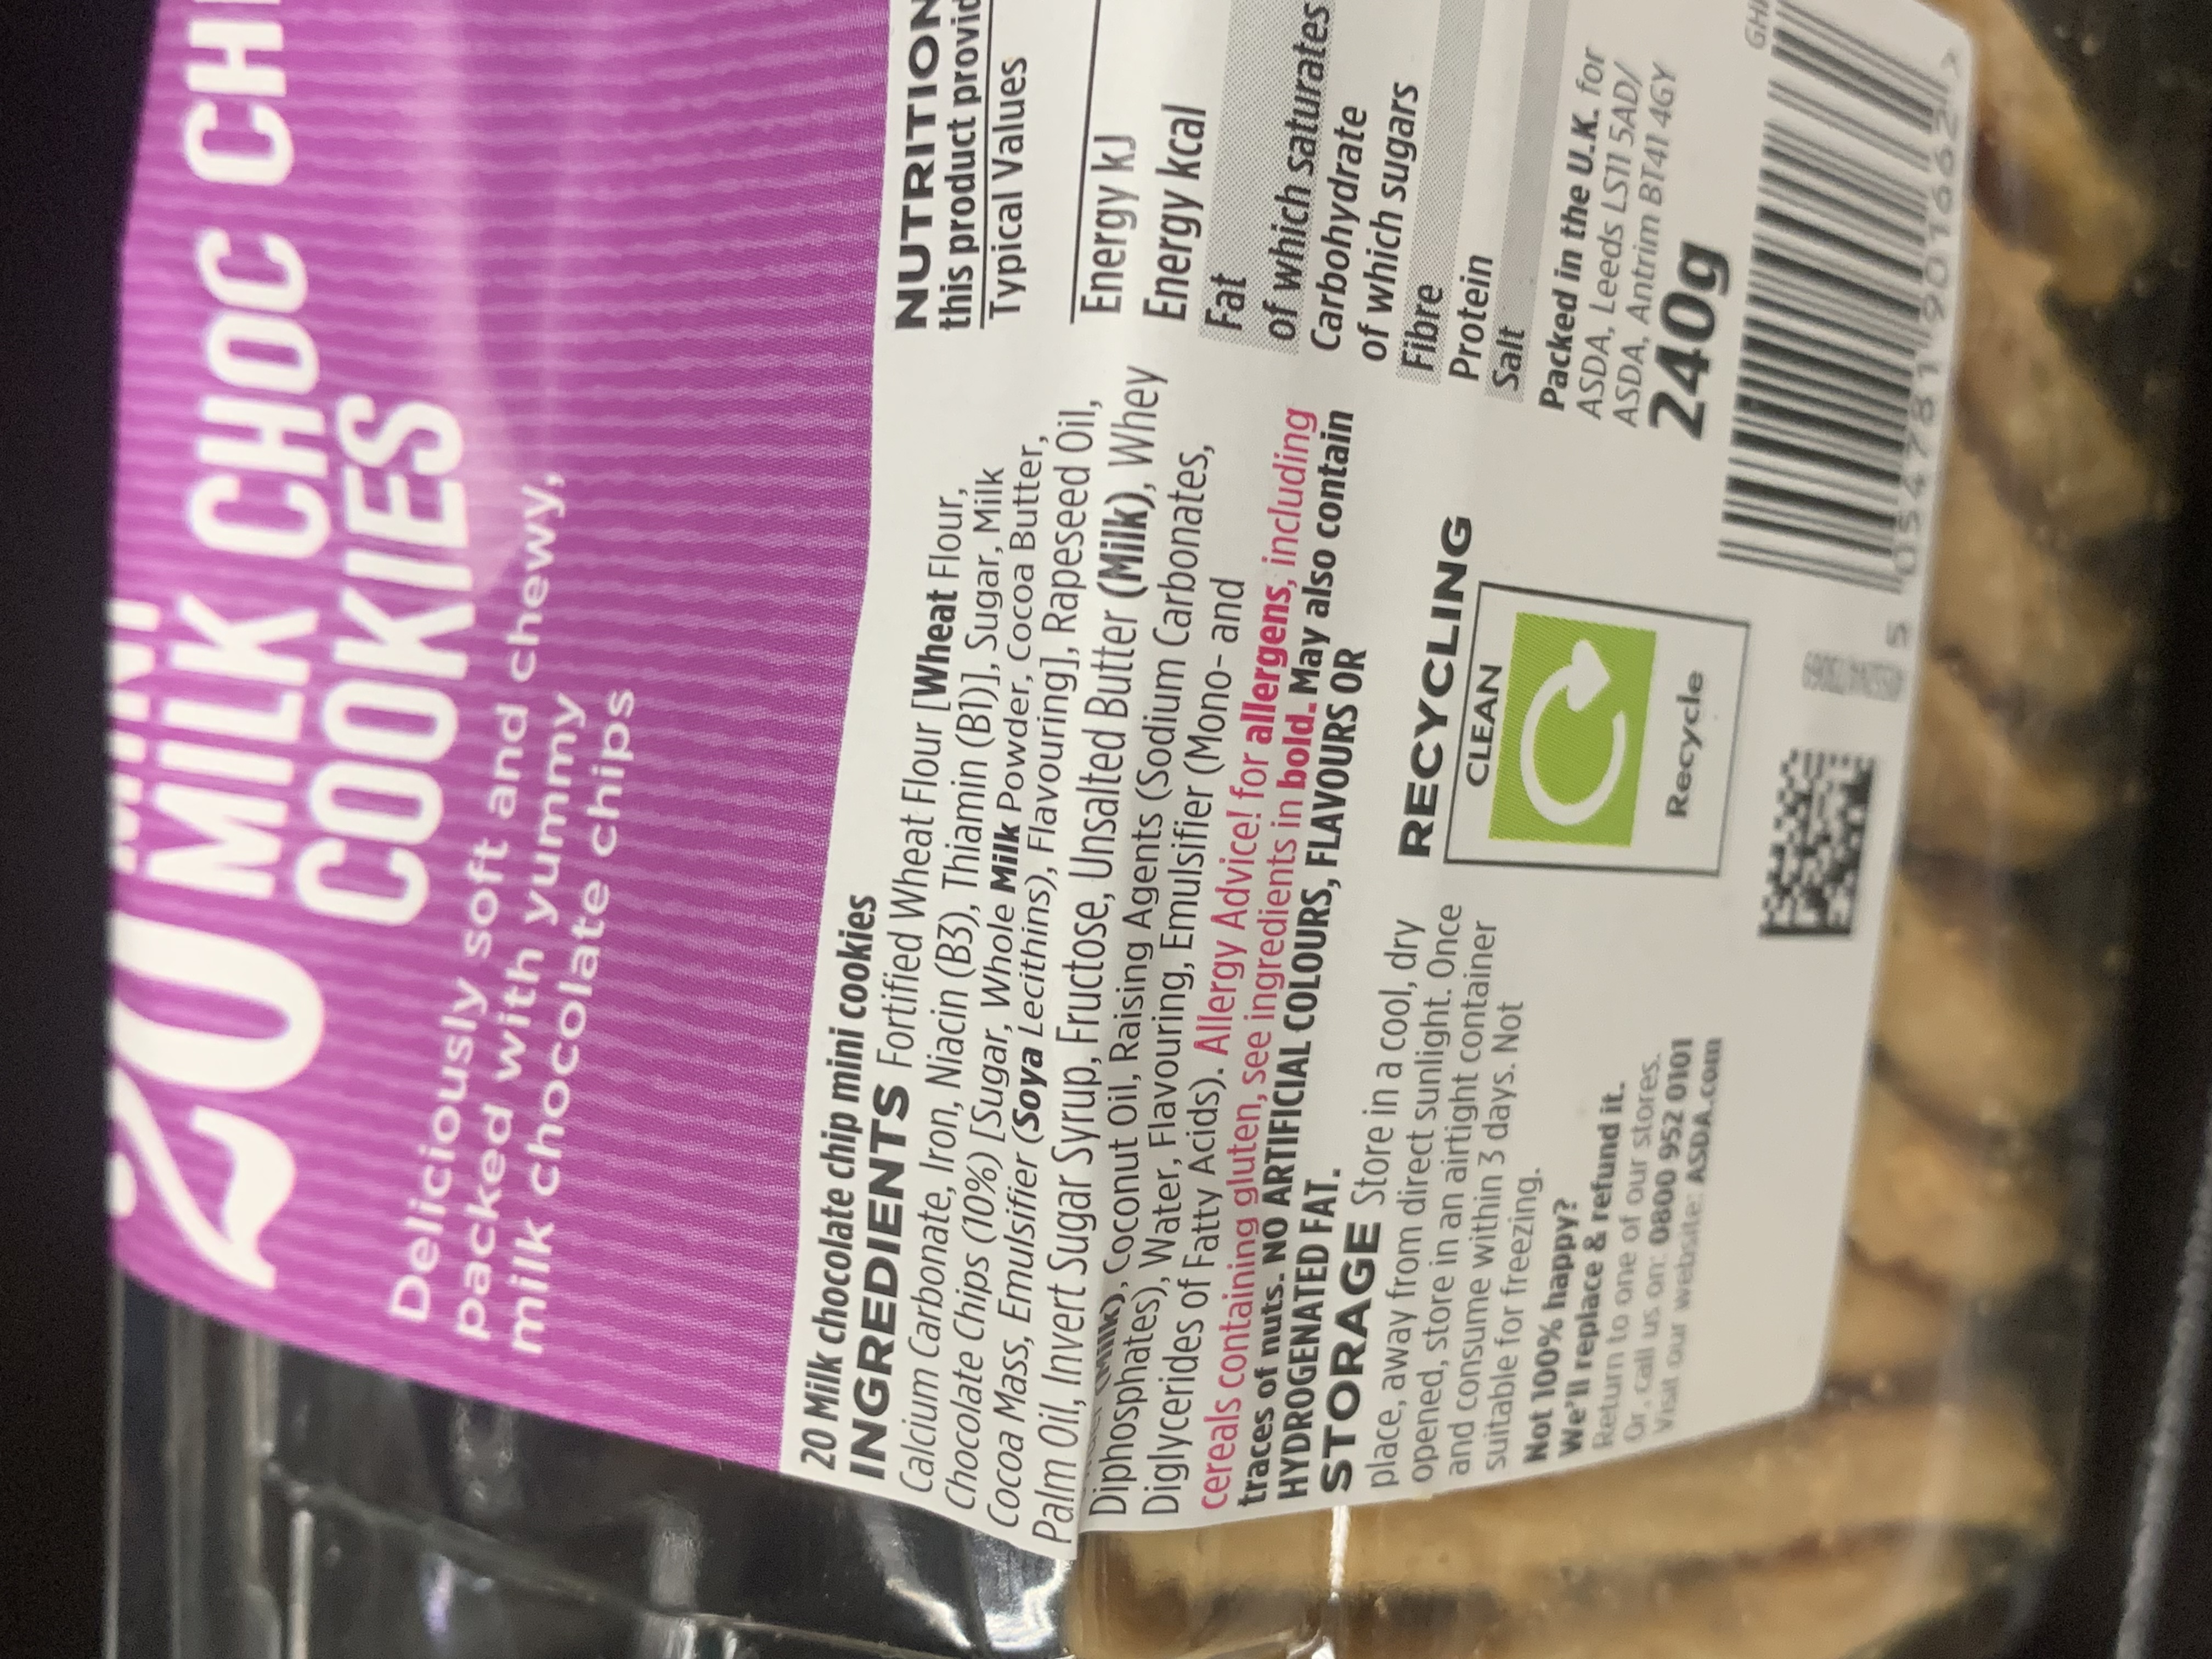 20 MINI
MILK CHOC CHI
COOKIES
Deliciously soft and chewy,
packed with yummy
milk chocolate chips
20 Milk chocolate chip mini cookies
INGREDIENTS Fortified Wheat Flour [Wheat Flour,
Calcium Carbonate, Iron, Niacin (B3), Thiamin (B1)], Sugar, Milk
Chocolate Chips (10%) [Sugar, Whole Milk Powder, Cocoa Butter,
Cocoa Mass, Emulsifier (Soya Lecithins), Flavouring], Rapeseed Oil,
Palm Oil, Invert Sugar Syrup, Fructose, Unsalted Butter (Milk), Whey
(Milk), Coconut Oil, Raising Agents (Sodium Carbonates,
Diphosphates), Water, Flavouring, Emulsifier (Mono- and
Diglycerides of Fatty Acids). Allergy Advice! for allergens, including
cereals containing gluten, see ingredients in bold. May also contain
traces of nuts. NO ARTIFICIAL COLOURS, FLAVOURS OR
HYDROGENATED FAT.
STORAGE Store in a cool, dry
place, away from direct sunlight. Once
opened, store in an airtight container
and consume within 3 days. Not
suitable for freezing.
Not 100% happy?
We'll replace & refund it.
Return to one of our stores.
Or, call us on: 0800 952 0101
Visit our website: ASDA.com
RECYCLING
CLEAN
Recycle
NUTRITION
this product provid
Typical Values
Energy kJ
Energy kcal
Fat
of which saturates
Carbohydrate
of which sugars
Fibre
Protein
Salt
Packed in the U.K. for
ASDA, Leeds LS11 5AD/
ASDA, Antrim BT41 4GY
240g
5 054781 901662 >